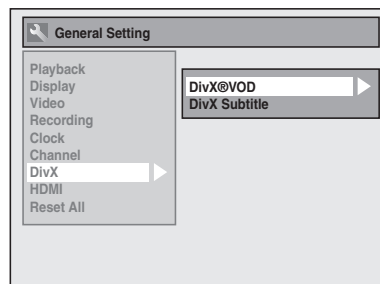 General Setting
Playback
Display
Video
Recording
Clock
Channel
DivX
HDMI
Reset All
DivX®VOD
DivX Subtitle